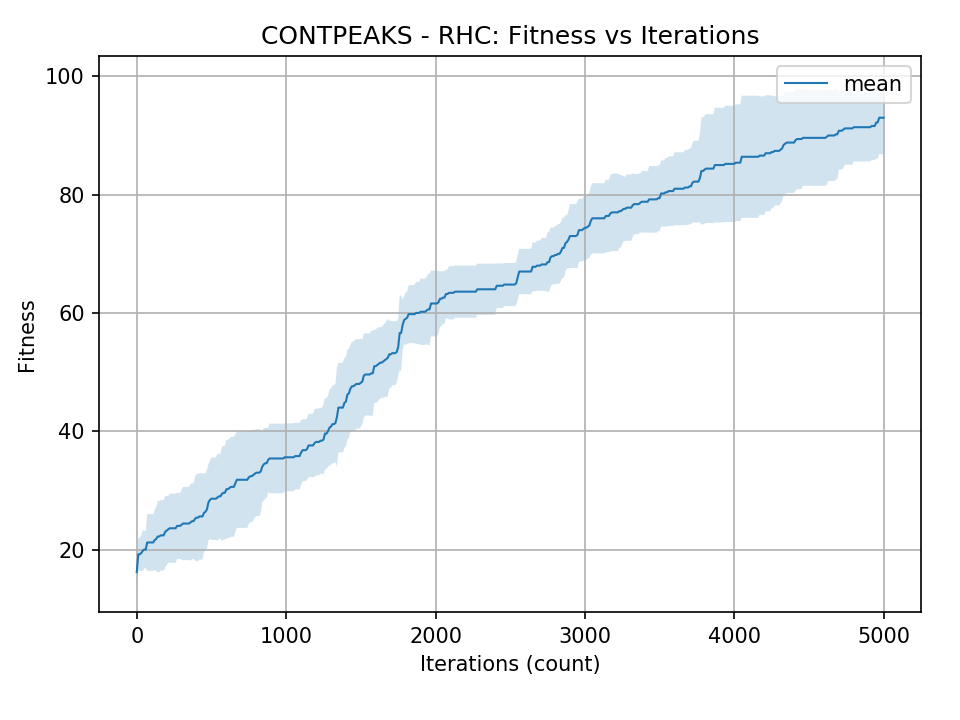 CONTPEAKS - RHC: Fitness vs Iterations
mean
100
80
60
40
20
Fitness
0 1000 2000 3000 4000 5000
Iterations (count)